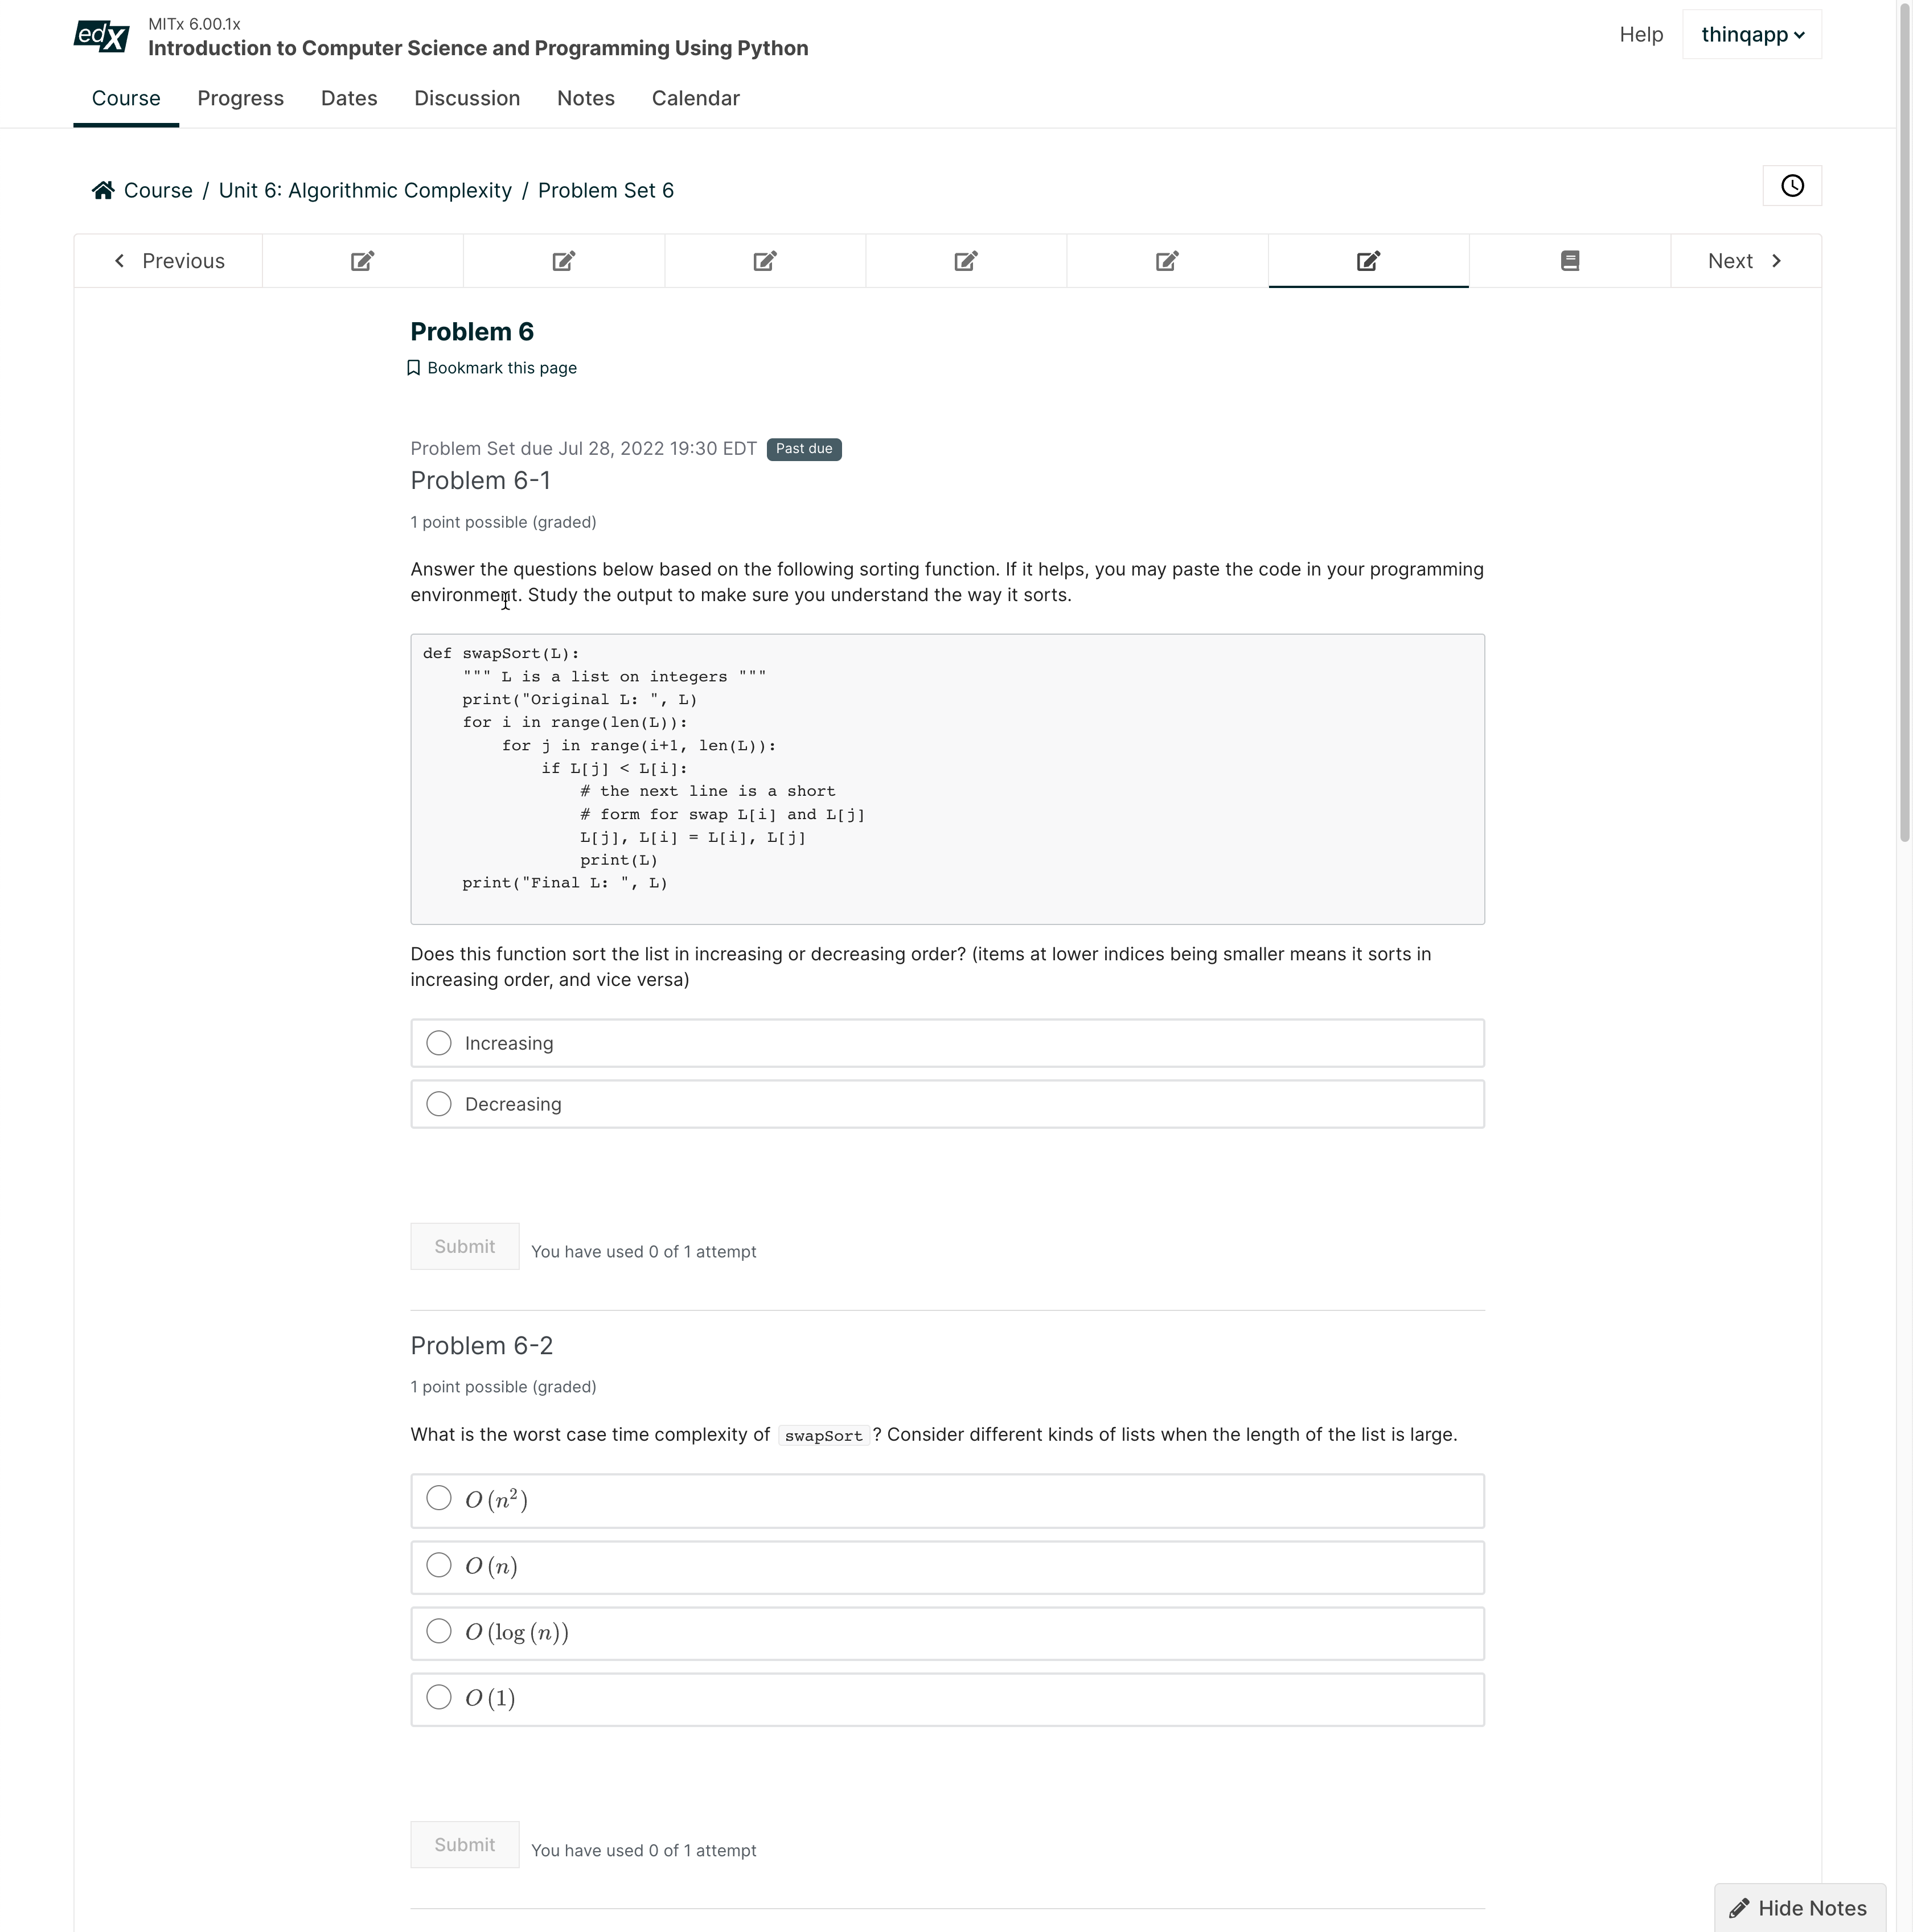 edX
MITx 6.00.1x
Introduction to Computer Science and Programming Using Python
Help
thinqapp
Course
Progress
Dates
Discussion
Notes
Calendar
Course / Unit 6: Algorithmic Complexity / Problem Set 6
Previous
Next
Problem 6
Bookmark this page
Problem Set due Jul 28, 2022 19:30 EDT Past due
Problem 6-1
1 point possible (graded)
Answer the questions below based on the following sorting function. If it helps, you may paste the code in your programming
environment. Study the output to make sure you understand the way it sorts.
def swapSort(L):
    """ L is a list on integers """
    print("Original L: ", L)
    for i in range(len(L)):
        for j in range(i+1, len(L)):
            if L[j] < L[i]:
                # the next line is a short
                # form for swap L[i] and L[j]
                L[j], L[i] = L[i], L[j]
                print(L)
    print("Final L: ", L)
Does this function sort the list in increasing or decreasing order? (items at lower indices being smaller means it sorts in
increasing order, and vice versa)
Increasing
Decreasing
Submit You have used 0 of 1 attempt
Problem 6-2
1 point possible (graded)
What is the worst case time complexity of swapSort? Consider different kinds of lists when the length of the list is large.
O(n²)
O(n)
O(log(n))
O(1)
Submit You have used 0 of 1 attempt
Hide Notes